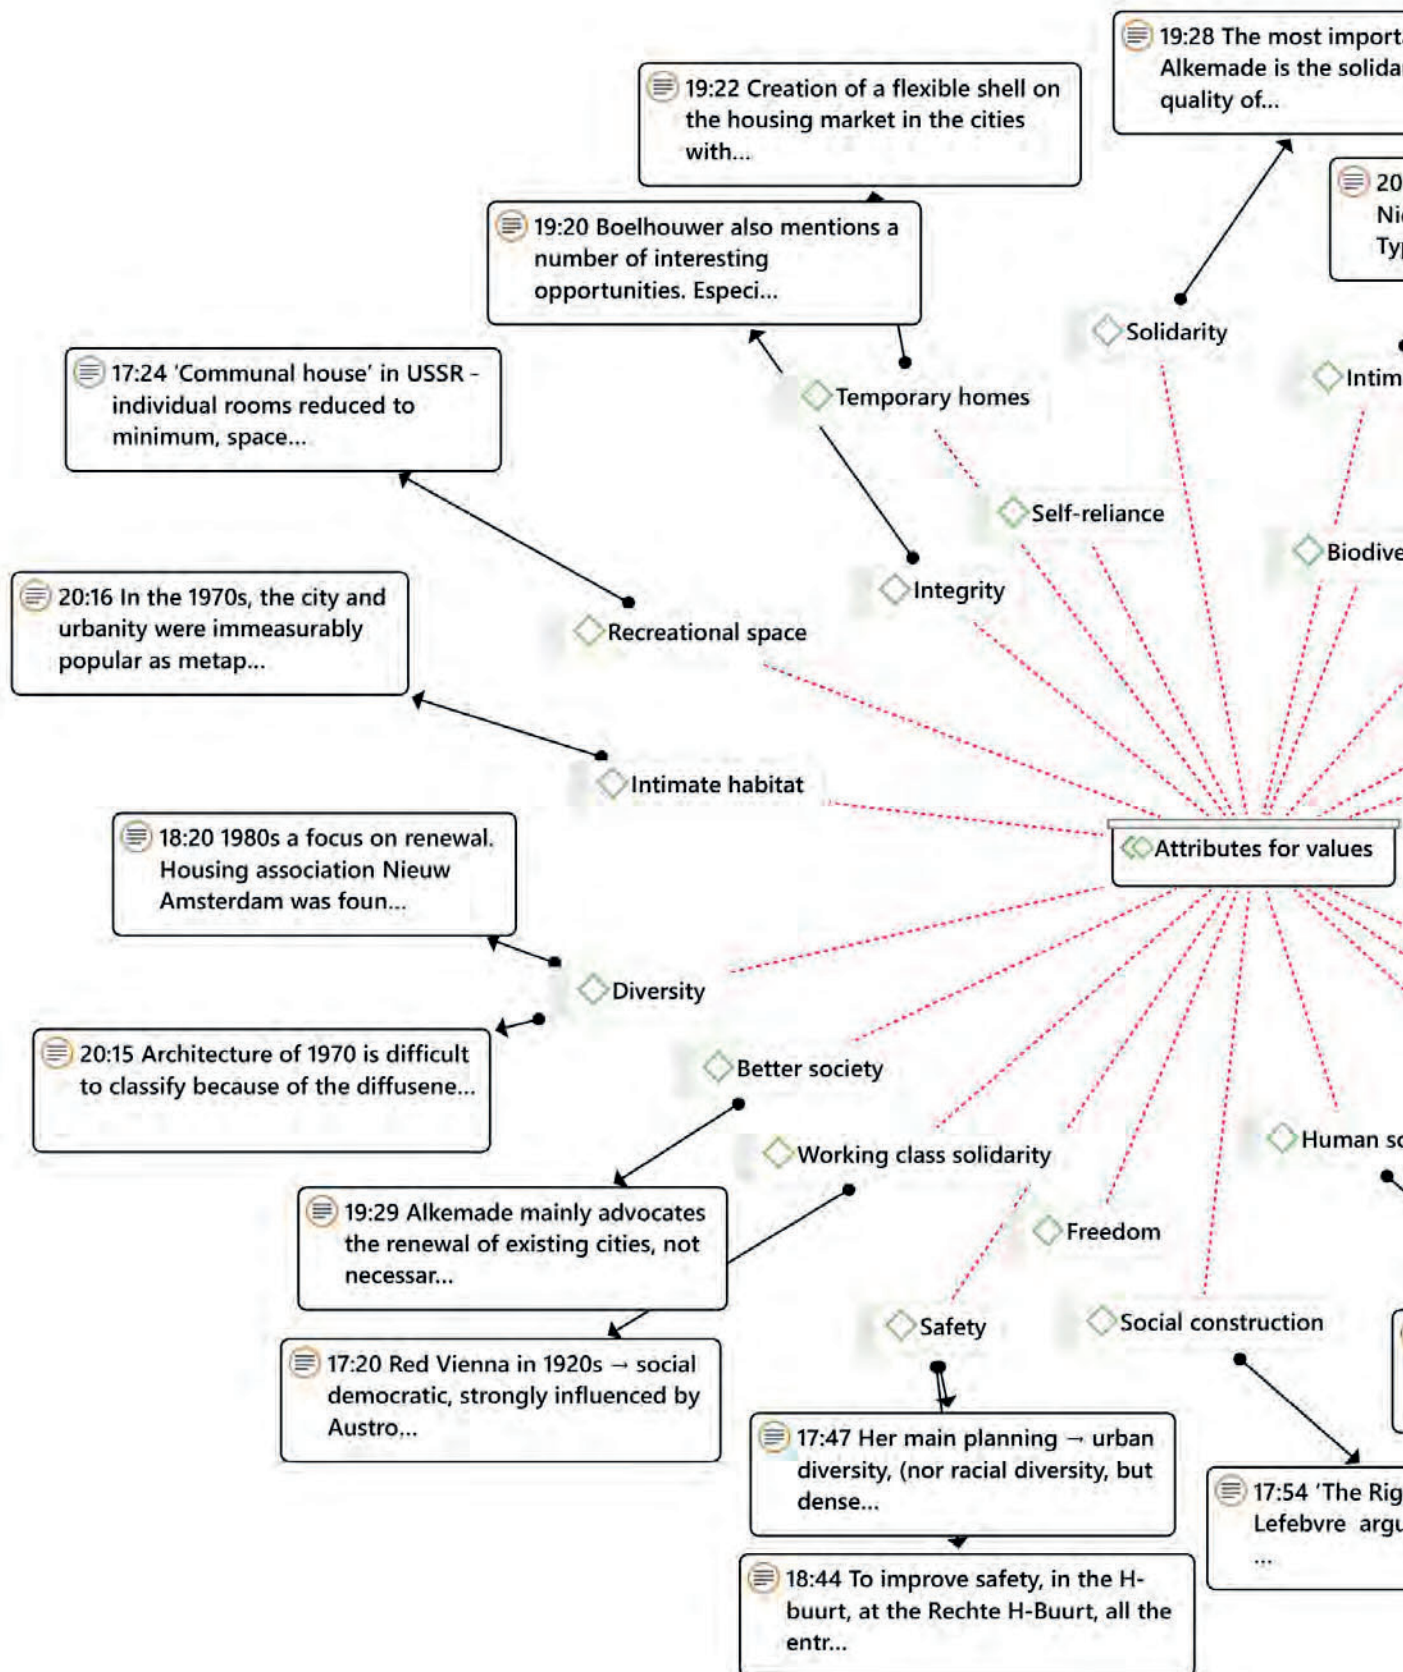 19:28 The most importa
Alkemade is the solidar
quality of...
19:22 Creation of a flexible shell on
the housing market in the cities
with...
20
Nie
Typ
19:20 Boelhouwer also mentions a
number of interesting
opportunities. Especi...
Solidarity
17:24 ‘Communal house’ in USSR -
individual rooms reduced to
minimum, space...
Intim
Temporary homes
Self-reliance
Biodive
Integrity
20:16 In the 1970s, the city and
urbanity were immeasurably
popular as metap...
Recreational space
Intimate habitat
18:20 1980s a focus on renewal.
Housing association Nieuw
Amsterdam was foun...
Attributes for values
Diversity
20:15 Architecture of 1970 is difficult
to classify because of the diffusene...
Better society
Working class solidarity
Human sc
19:29 Alkemade mainly advocates
the renewal of existing cities, not
necessar...
Freedom
Safety
Social construction
17:20 Red Vienna in 1920s → social
democratic, strongly influenced by
Austro...
17:47 Her main planning → urban
diversity, (nor racial diversity, but
dense...
17:54 ‘The Rig
Lefebvre argu
...
18:44 To improve safety, in the H-
buurt, at the Rechte H-Buurt, all the
entr...